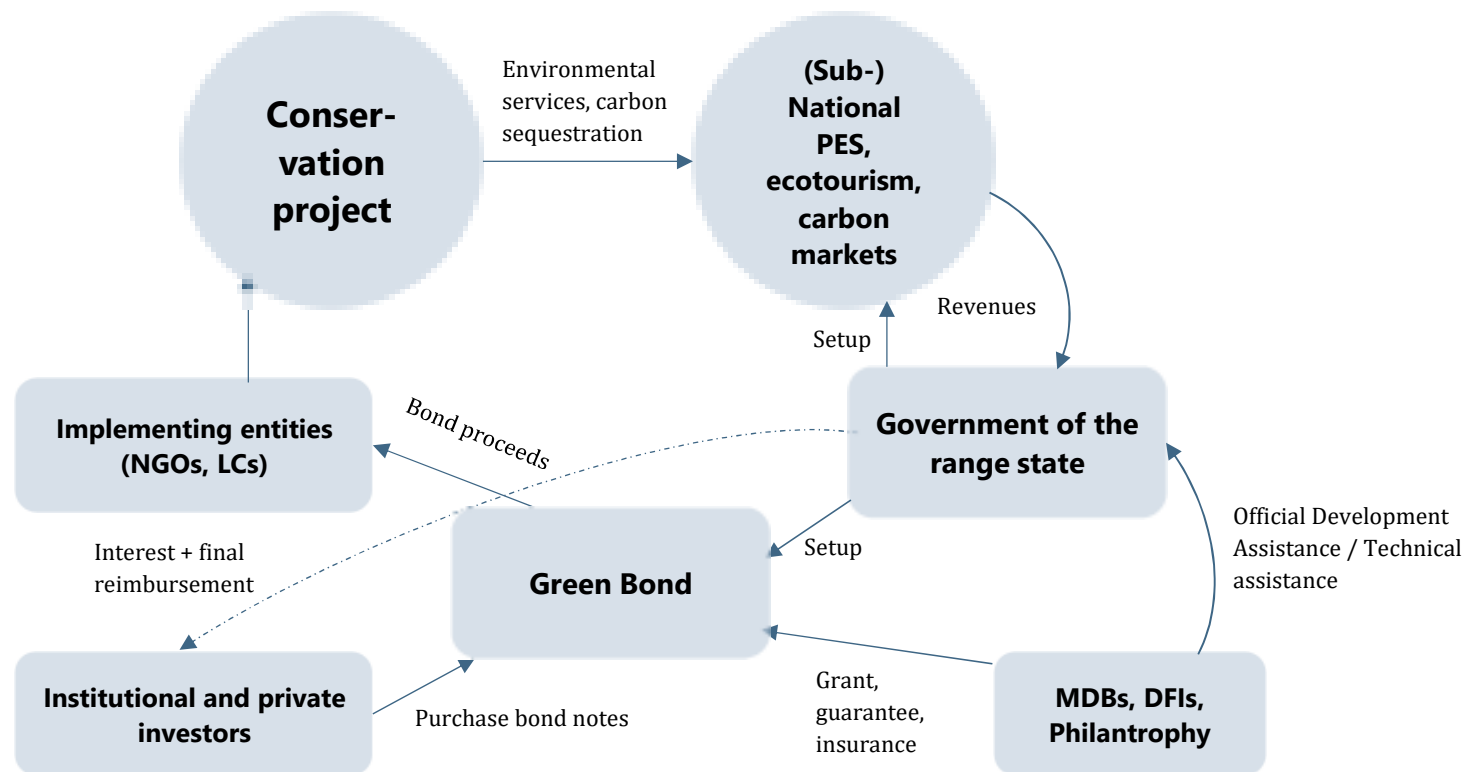 Conser-
vation
project
Environmental
services, carbon
sequestration
(Sub-)
National
PES,
ecotourism,
carbon
markets
Revenues
Setup
Implementing entities
(NGOs, LCs)
Bond proceeds
Government of the
range state
Official Development
Assistance / Technical
assistance
Setup
Interest + final
reimbursement
Green Bond
Institutional and private
investors
Purchase bond notes
Grant,
guarantee,
insurance
MDBs, DFIs,
Philantrophy